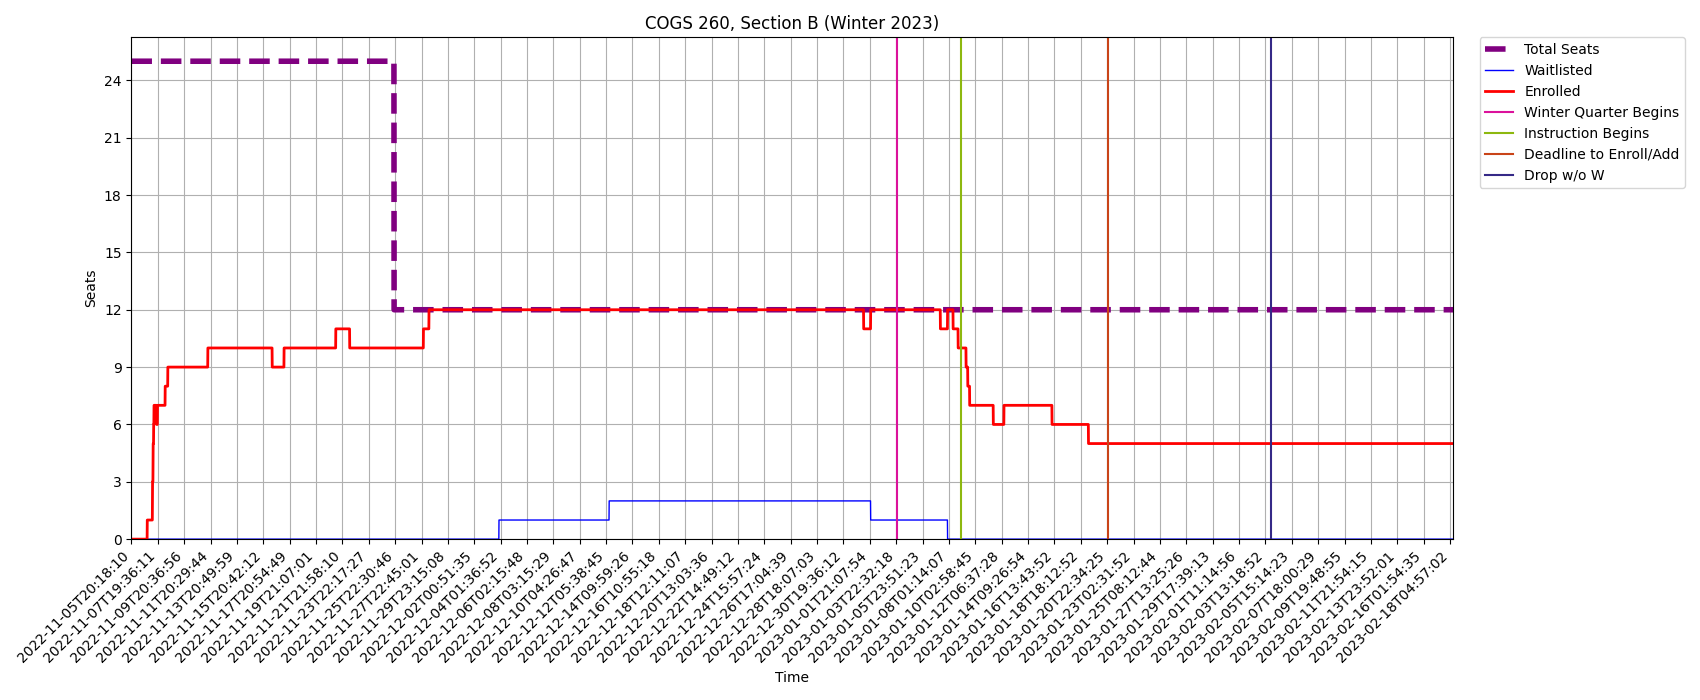 COGS 260, Section B (Winter 2023)
Total Seats
Waitlisted
Enrolled
Winter Quarter Begins
Instruction Begins
Deadline to Enroll/Add
Drop w/o W
Seats
24
21
18
15
12
9
6
3
0
2022-11-05T20:18:10
2022-11-07T19:36:11
2022-11-09T20:36:56
2022-11-11T20:29:44
2022-11-13T20:49:59
2022-11-15T20:42:12
2022-11-17T20:54:49
2022-11-19T21:07:01
2022-11-21T21:58:10
2022-11-23T22:17:27
2022-11-25T22:30:46
2022-11-27T22:45:01
2022-11-29T23:15:08
2022-12-02T00:51:35
2022-12-04T01:36:52
2022-12-06T02:15:48
2022-12-08T03:15:29
2022-12-10T04:26:47
2022-12-12T05:38:45
2022-12-14T09:59:26
2022-12-16T10:55:18
2022-12-18T12:11:07
2022-12-20T13:03:36
2022-12-22T14:49:12
2022-12-24T15:57:24
2022-12-26T17:04:39
2022-12-28T18:07:03
2022-12-30T19:36:12
2023-01-01T21:07:54
2023-01-03T22:32:18
2023-01-05T23:51:23
2023-01-08T01:14:07
2023-01-10T02:58:45
2023-01-12T06:37:28
2023-01-14T09:26:54
2023-01-16T13:43:52
2023-01-18T18:12:52
2023-01-20T22:34:25
2023-01-23T02:31:52
2023-01-25T08:12:44
2023-01-27T13:25:26
2023-01-29T17:39:13
2023-02-01T11:14:56
2023-02-03T13:18:52
2023-02-05T15:14:23
2023-02-07T18:00:29
2023-02-09T19:48:55
2023-02-11T21:54:15
2023-02-13T23:52:01
2023-02-16T01:54:35
2023-02-18T04:57:02
Time